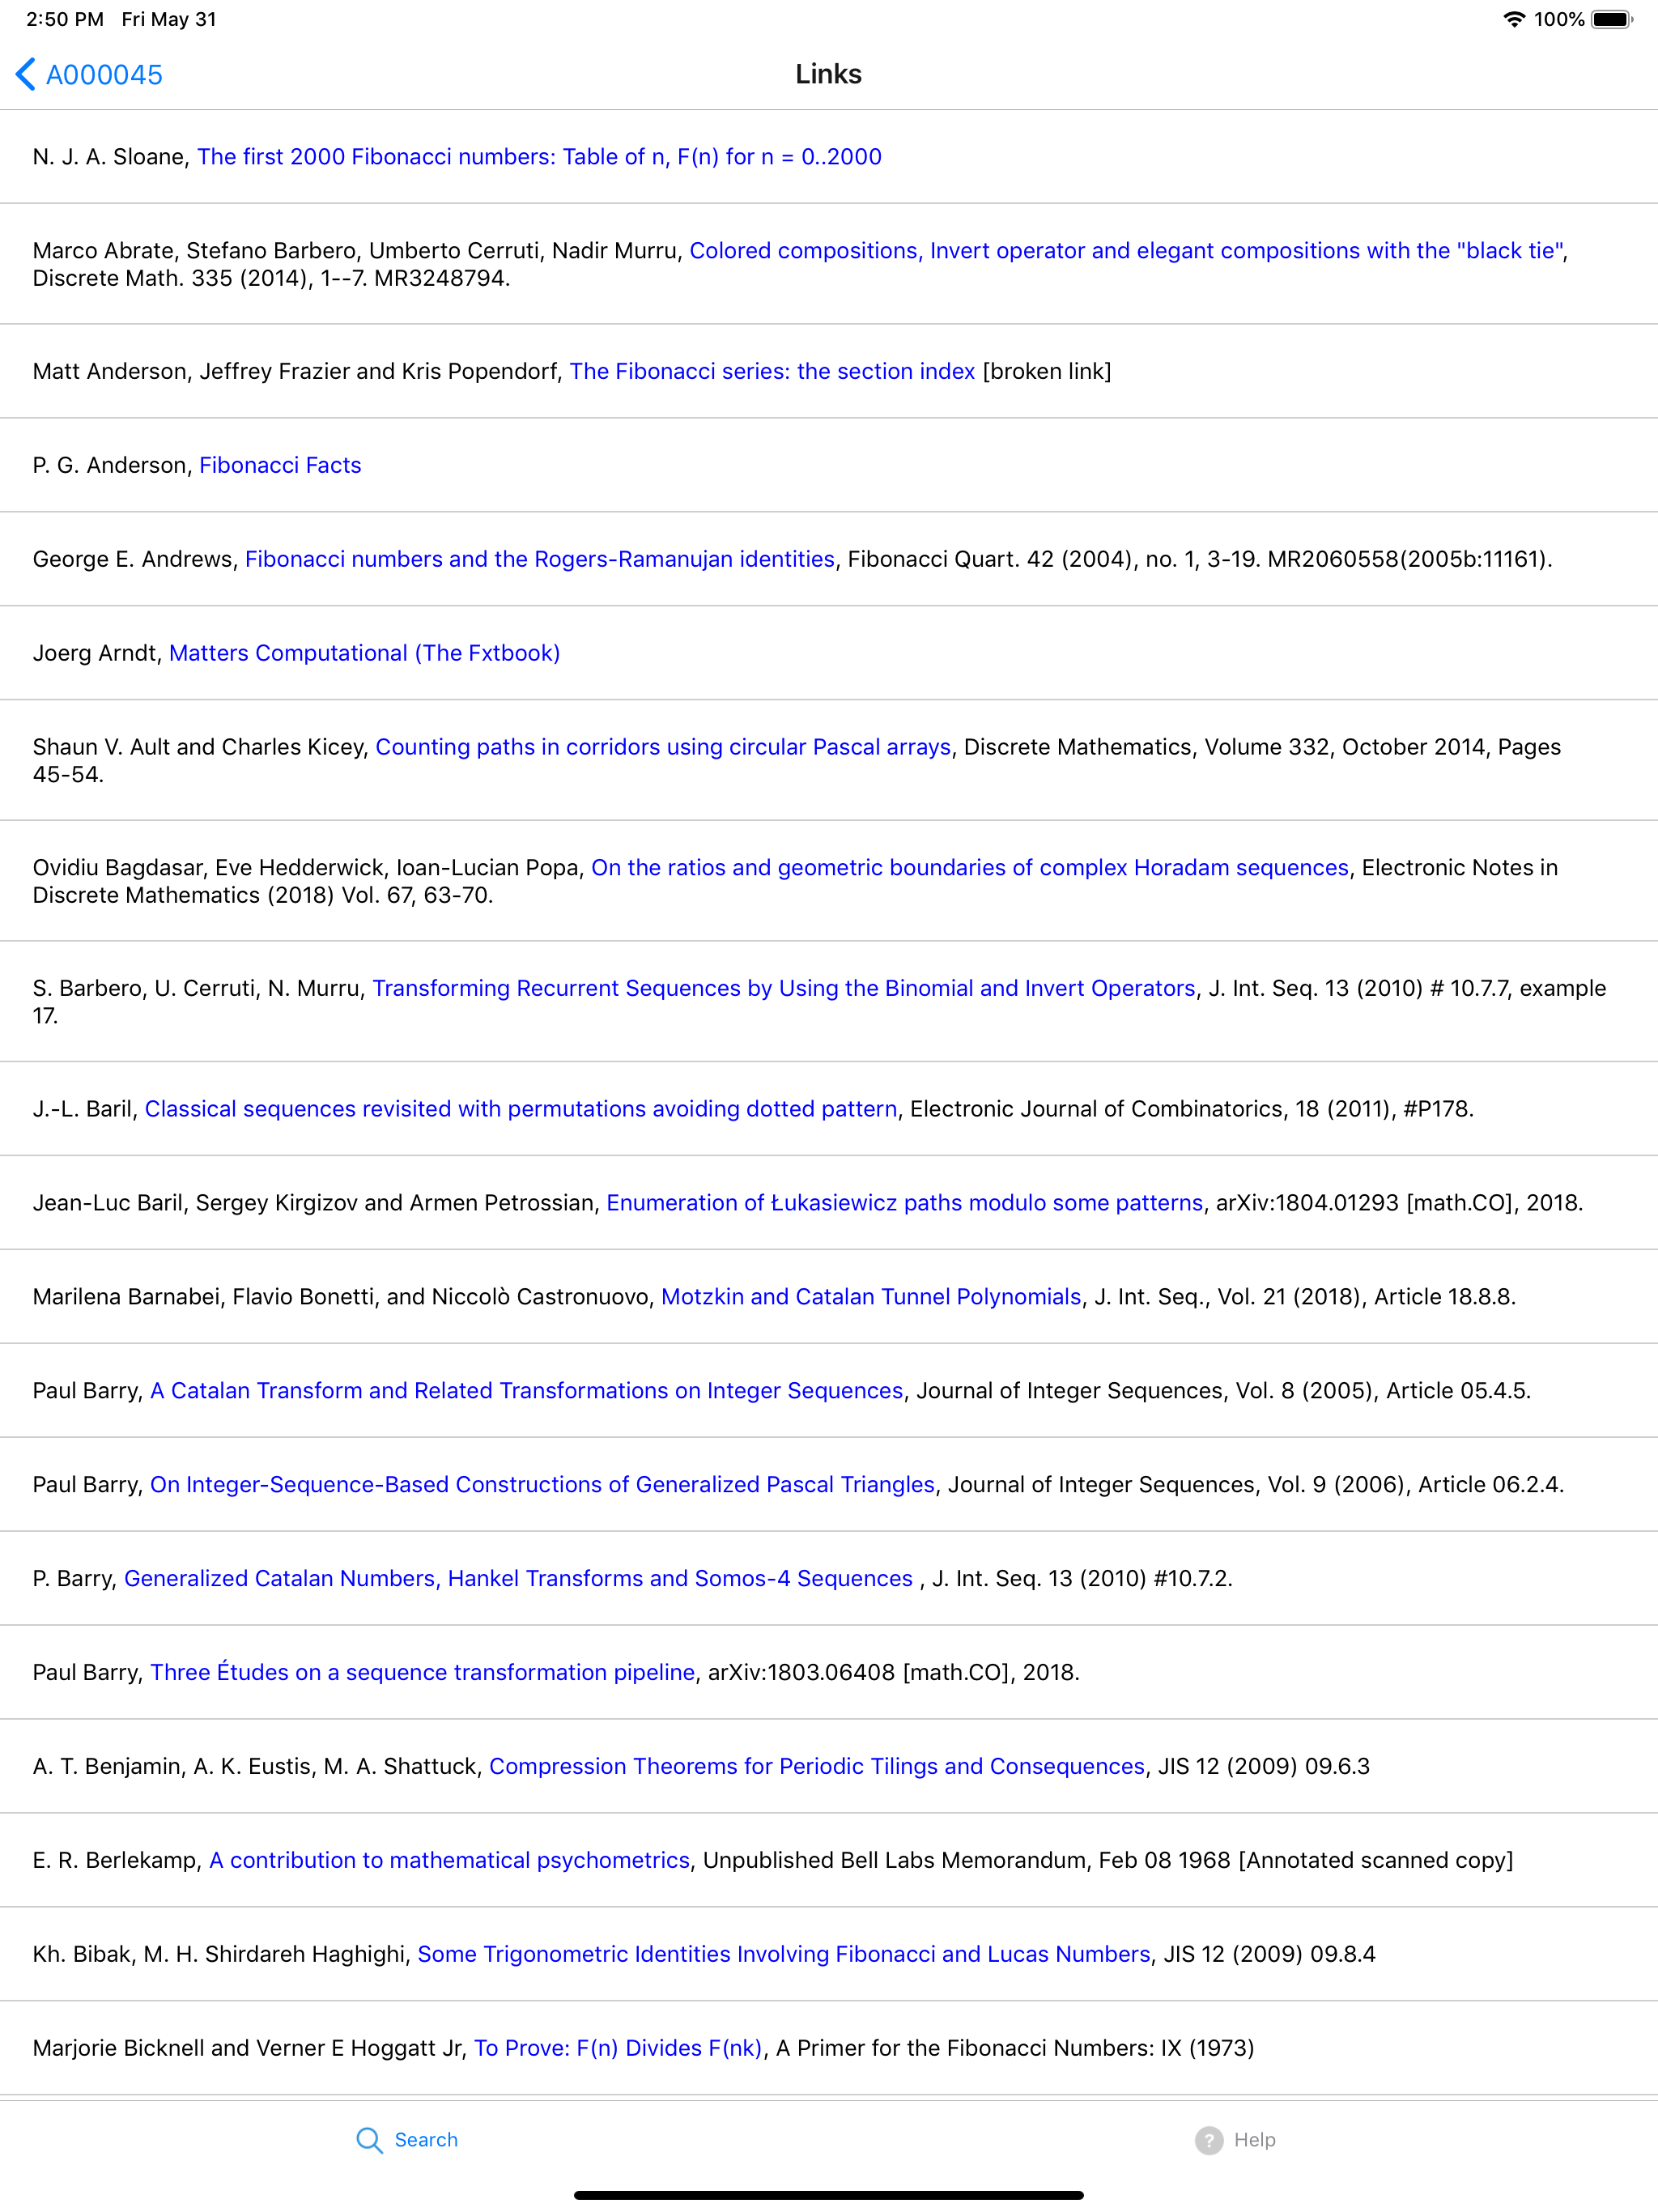 2:50 PM Fri May 31
100%
A000045
Links
N. J. A. Sloane, The first 2000 Fibonacci numbers: Table of n, F(n) for n = 0..2000
Marco Abrate, Stefano Barbero, Umberto Cerruti, Nadir Murru, Colored compositions, Invert operator and elegant compositions with the "black tie",
Discrete Math. 335 (2014), 1--7. MR3248794.
Matt Anderson, Jeffrey Frazier and Kris Popendorf, The Fibonacci series: the section index [broken link]
P. G. Anderson, Fibonacci Facts
George E. Andrews, Fibonacci numbers and the Rogers-Ramanujan identities, Fibonacci Quart. 42 (2004), no. 1, 3-19. MR2060558(2005b:11161).
Joerg Arndt, Matters Computational (The Fxtbook)
Shaun V. Ault and Charles Kicey, Counting paths in corridors using circular Pascal arrays, Discrete Mathematics, Volume 332, October 2014, Pages
45-54.
Ovidiu Bagdasar, Eve Hedderwick, Ioan-Lucian Popa, On the ratios and geometric boundaries of complex Horadam sequences, Electronic Notes in
Discrete Mathematics (2018) Vol. 67, 63-70.
S. Barbero, U. Cerruti, N. Murru, Transforming Recurrent Sequences by Using the Binomial and Invert Operators, J. Int. Seq. 13 (2010) # 10.7.7, example
17.
J.-L. Baril, Classical sequences revisited with permutations avoiding dotted pattern, Electronic Journal of Combinatorics, 18 (2011), #P178.
Jean-Luc Baril, Sergey Kirgizov and Armen Petrossian, Enumeration of Łukasiewicz paths modulo some patterns, arXiv:1804.01293 [math.CO], 2018.
Marilena Barnabei, Flavio Bonetti, and Niccolò Castronuovo, Motzkin and Catalan Tunnel Polynomials, J. Int. Seq., Vol. 21 (2018), Article 18.8.8.
Paul Barry, A Catalan Transform and Related Transformations on Integer Sequences, Journal of Integer Sequences, Vol. 8 (2005), Article 05.4.5.
Paul Barry, On Integer-Sequence-Based Constructions of Generalized Pascal Triangles, Journal of Integer Sequences, Vol. 9 (2006), Article 06.2.4.
P. Barry, Generalized Catalan Numbers, Hankel Transforms and Somos-4 Sequences , J. Int. Seq. 13 (2010) #10.7.2.
Paul Barry, Three Études on a sequence transformation pipeline, arXiv:1803.06408 [math.CO], 2018.
A. T. Benjamin, A. K. Eustis, M. A. Shattuck, Compression Theorems for Periodic Tilings and Consequences, JIS 12 (2009) 09.6.3
E. R. Berlekamp, A contribution to mathematical psychometrics, Unpublished Bell Labs Memorandum, Feb 08 1968 [Annotated scanned copy]
Kh. Bibak, M. H. Shirdareh Haghighi, Some Trigonometric Identities Involving Fibonacci and Lucas Numbers, JIS 12 (2009) 09.8.4
Marjorie Bicknell and Verner E Hoggatt Jr, To Prove: F(n) Divides F(nk), A Primer for the Fibonacci Numbers: IX (1973)
Search
? Help